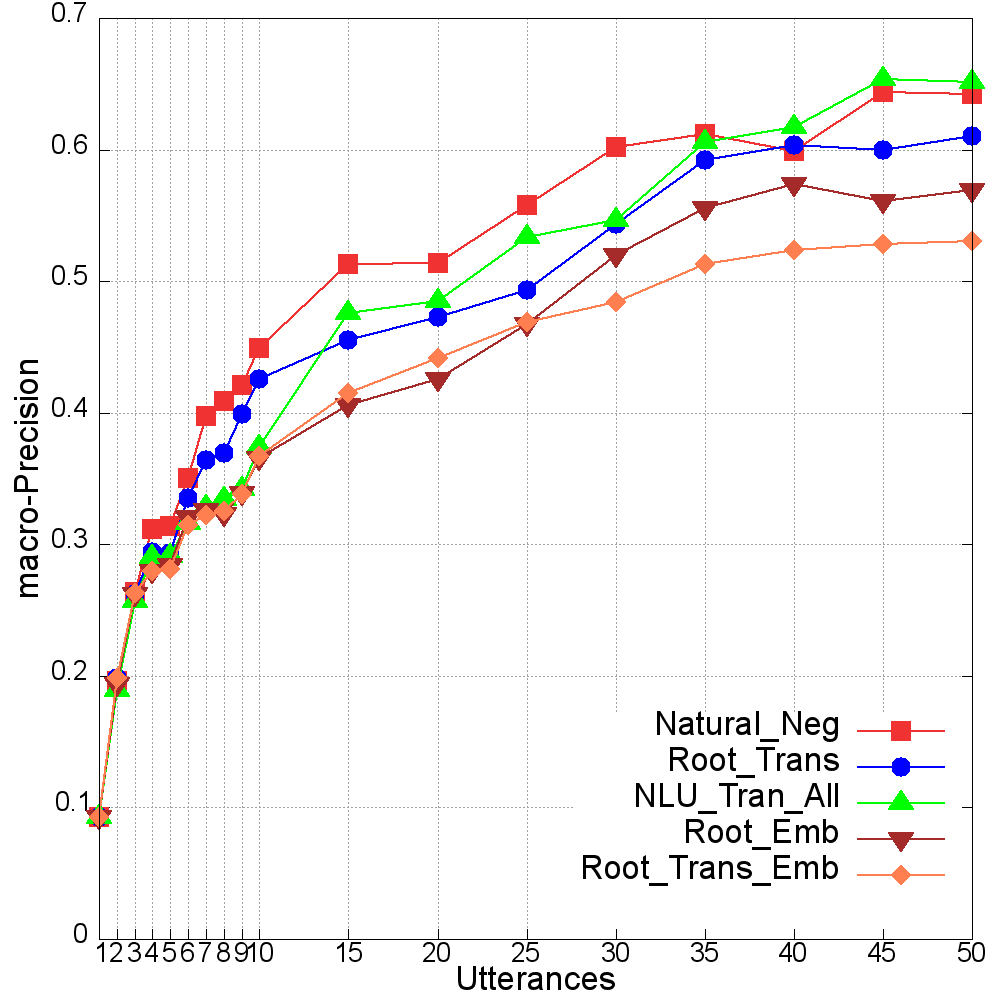 0.7
0.6
0.5
0.4
0.3
0.2
0.1
0
macro-Precision
Natural_Neg
Root_Trans
NLU_Tran_All
Root_Emb
Root_Trans_Emb
1 2 3 4 5 6 7 8 9 10 15 20 25 30 35 40 45 50
Utterances